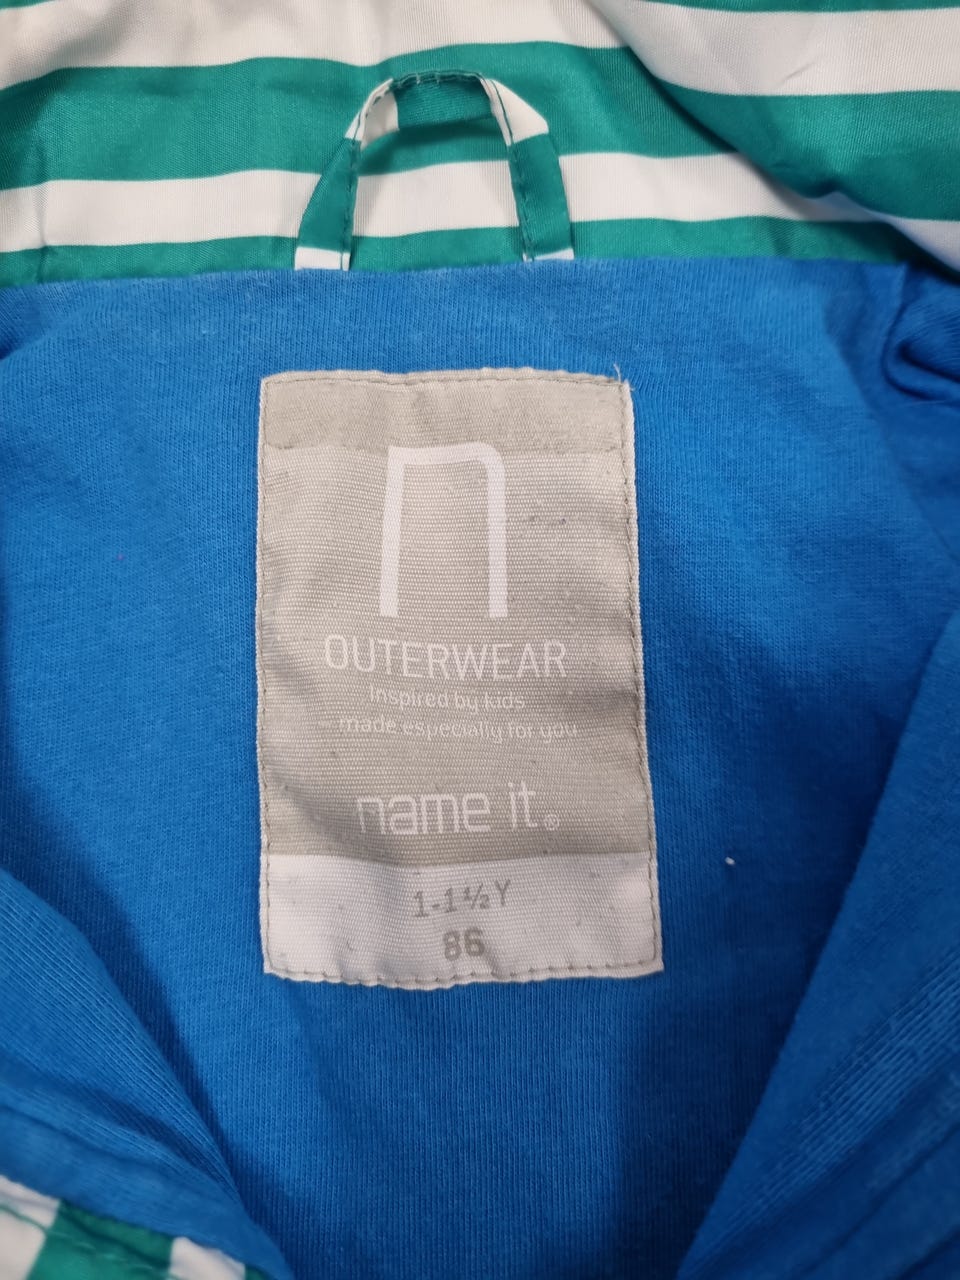 n
OUTERWEAR
Inspired by kids
made especially for you
name it®
1-1½Y
86